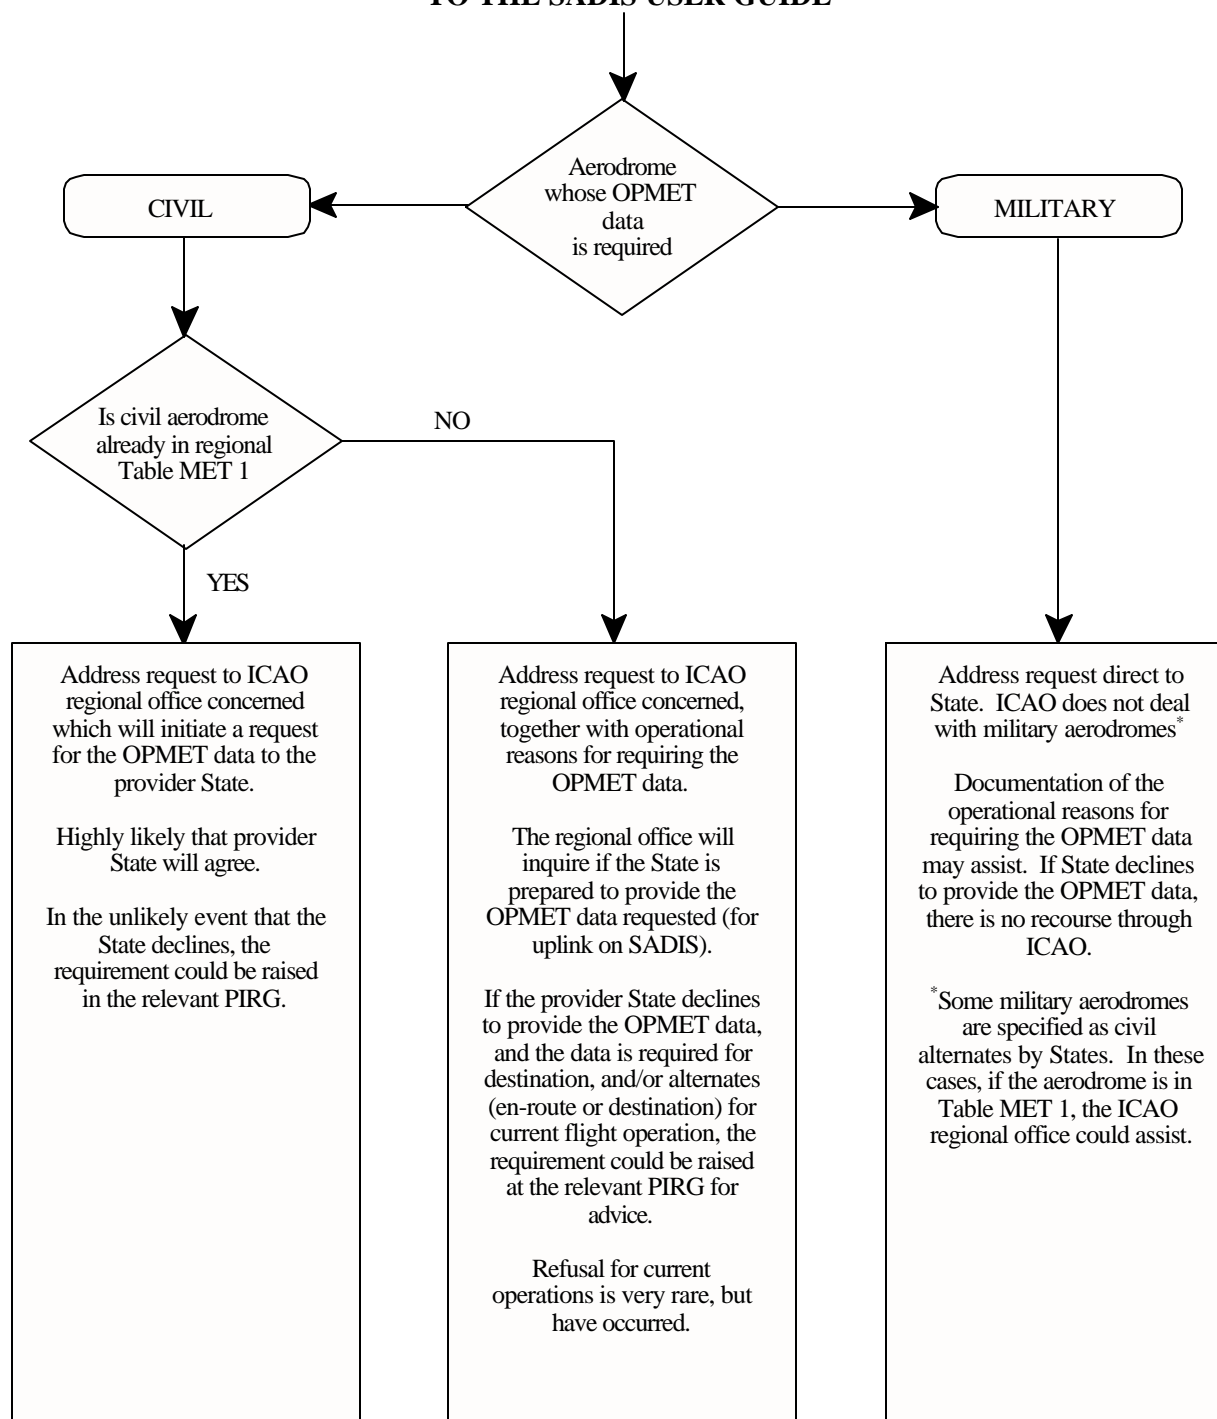 TO THE SADIS USER GUIDE
Aerodrome
whose OPMET
data
is required
CIVIL
MILITARY
Is civil aerodrome
already in regional
Table MET 1
NO
YES
Address request to ICAO
regional office concerned
which will initiate a request
for the OPMET data to the
provider State.
Highly likely that provider
State will agree.
In the unlikely event that the
State declines, the
requirement could be raised
in the relevant PIRG.
Address request to ICAO
regional office concerned,
together with operational
reasons for requiring the
OPMET data.
The regional office will
inquire if the State is
prepared to provide the
OPMET data requested (for
uplink on SADIS).
If the provider State declines
to provide the OPMET data,
and the data is required for
destination, and/or alternates
(en-route or destination) for
current flight operation, the
requirement could be raised
at the relevant PIRG for
advice.
Refusal for current
operations is very rare, but
have occurred.
Address request direct to
State. ICAO does not deal
with military aerodromes*
Documentation of the
operational reasons for
requiring the OPMET data
may assist. If State declines
to provide the OPMET data,
there is no recourse through
ICAO.
*Some military aerodromes
are specified as civil
alternates by States. In these
cases, if the aerodrome is in
Table MET 1, the ICAO
regional office could assist.